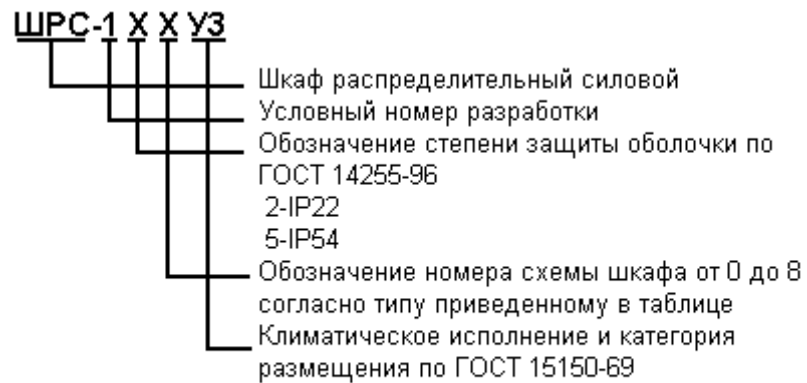 ШРС-1 Х Х У3
Шкаф распределительный силовой
Условный номер разработки
Обозначение степени защиты оболочки по
ГОСТ 14255-96
2-IP22
5-IP54
Обозначение номера схемы шкафа от 0 до 8
согласно типу приведенному в таблице
Климатическое исполнение и категория
размещения по ГОСТ 15150-69